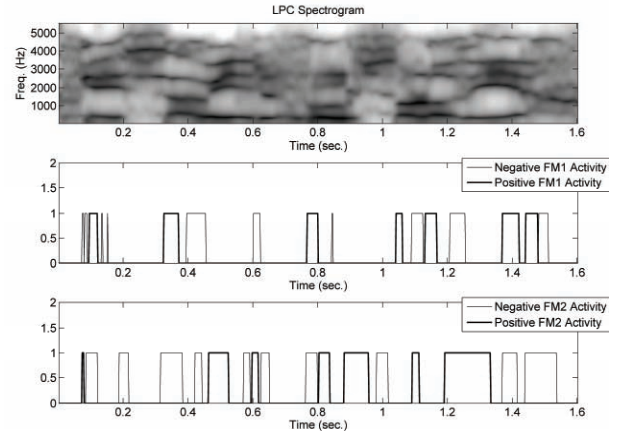 LPC Spectrogram
5000
4000
3000
2000
1000
Freq. (Hz)
0.2 0.4 0.6 0.8 1 1.2 1.4 1.6
Time (sec.)
Negative FM1 Activity
Positive FM1 Activity
2
1.5
1
0.5
0
0.2 0.4 0.6 0.8 1 1.2 1.4 1.6
Time (sec.)
Negative FM2 Activity
Positive FM2 Activity
2
1.5
1
0.5
0
0.2 0.4 0.6 0.8 1 1.2 1.4 1.6
Time (sec.)